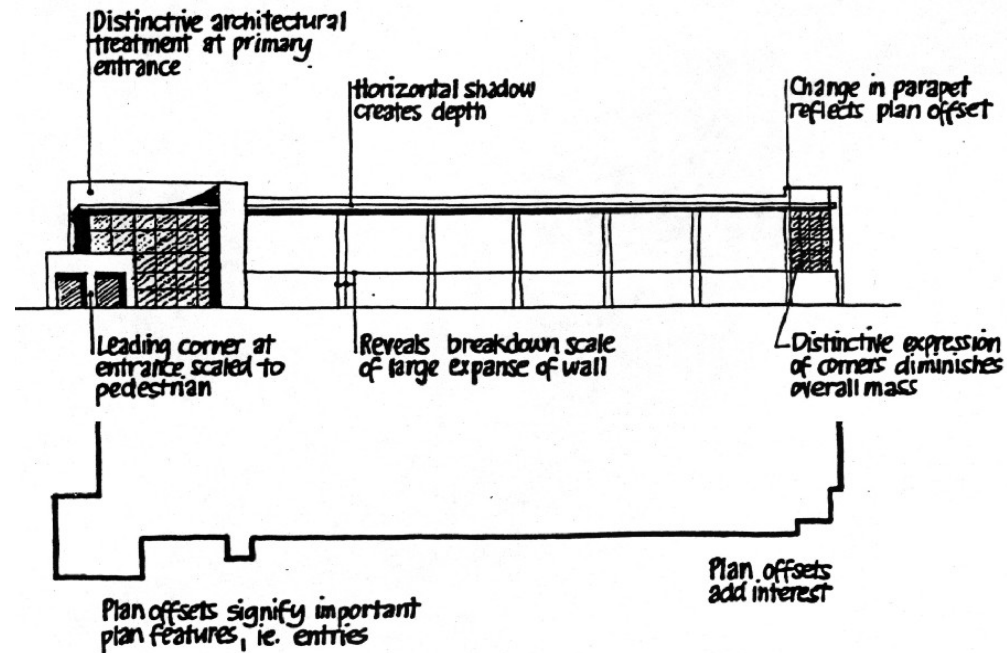 Distinctive architectural
treatment at primary
entrance
Horizontal shadow
creates depth
Change in parapet
reflects plan offset
Leading corner at
entrance scaled to
pedestrian
Reveals breakdown scale
of large expanse of wall
Distinctive expression
of corners diminishes
overall mass
Plan offsets signify important
plan features, ie. entries
Plan offsets
add interest